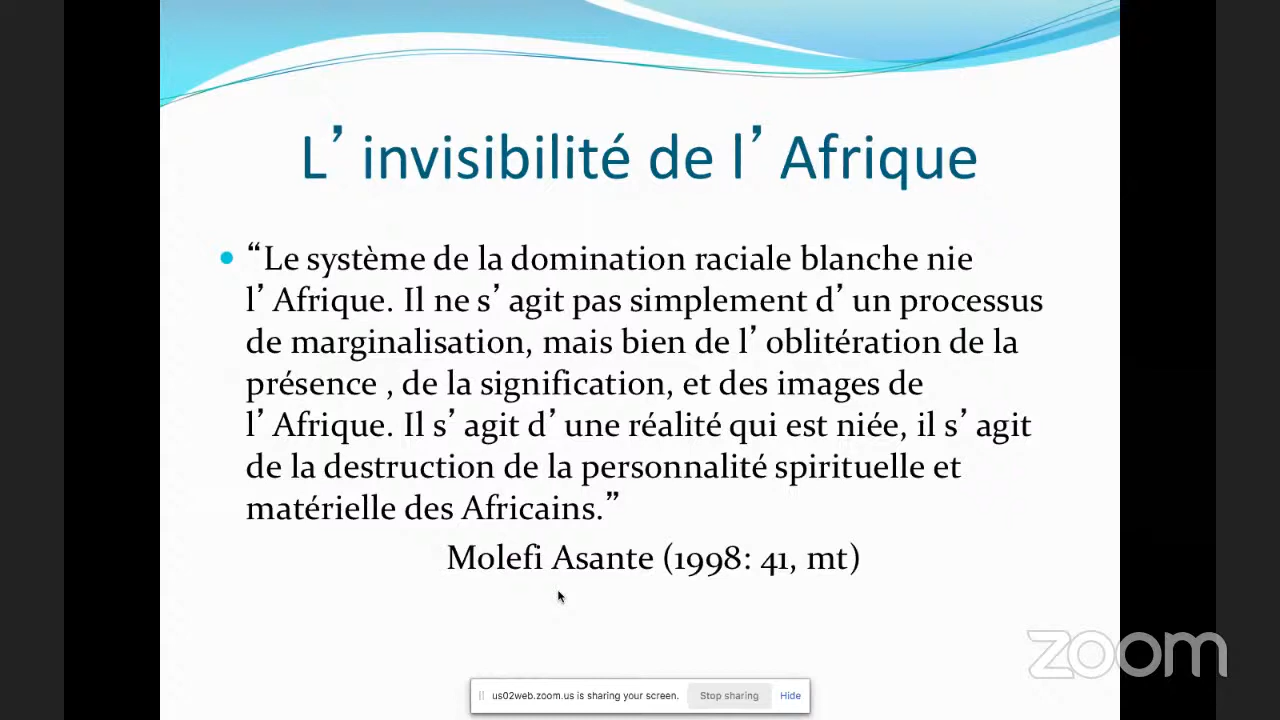 L’ invisibilité de l’ Afrique
“Le système de la domination raciale blanche nie
l’ Afrique. Il ne s’ agit pas simplement d’ un processus
de marginalisation, mais bien de l’ oblitération de la
présence , de la signification, et des images de
l’ Afrique. Il s’ agit d’ une réalité qui est niée, il s’ agit
de la destruction de la personnalité spirituelle et
matérielle des Africains.”
Molefi Asante (1998: 41, mt)
zoom
us02web.zoom.us is sharing your screen. Stop sharing Hide